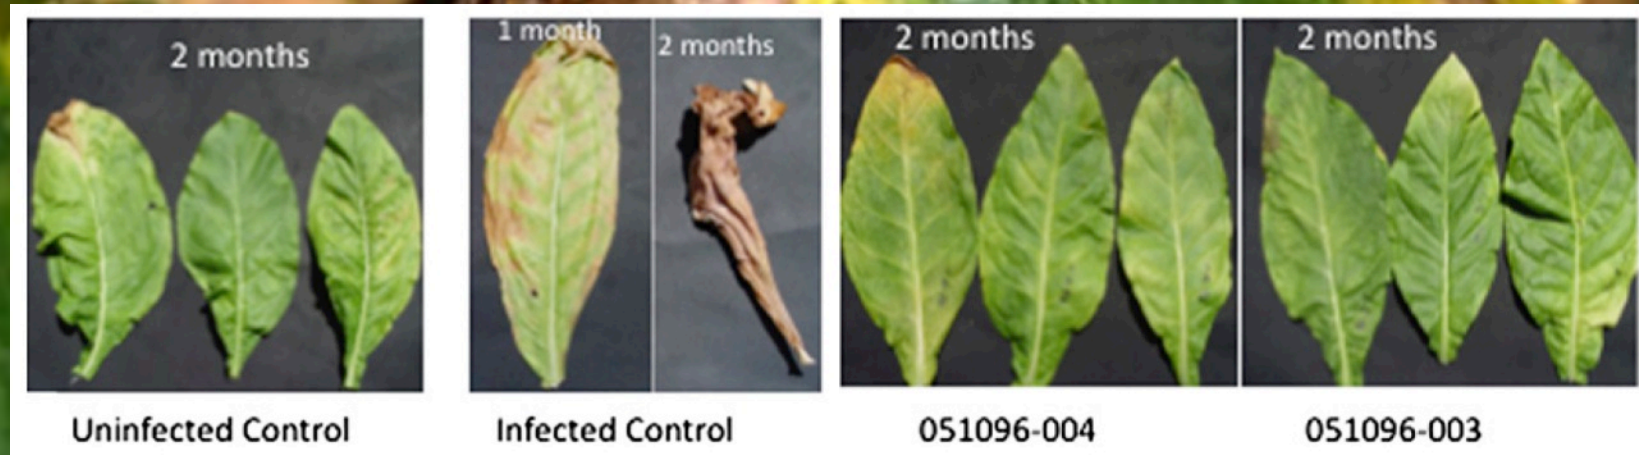 2 months
1 month
2 months
2 months
2 months
Uninfected Control
Infected Control
051096-004
051096-003